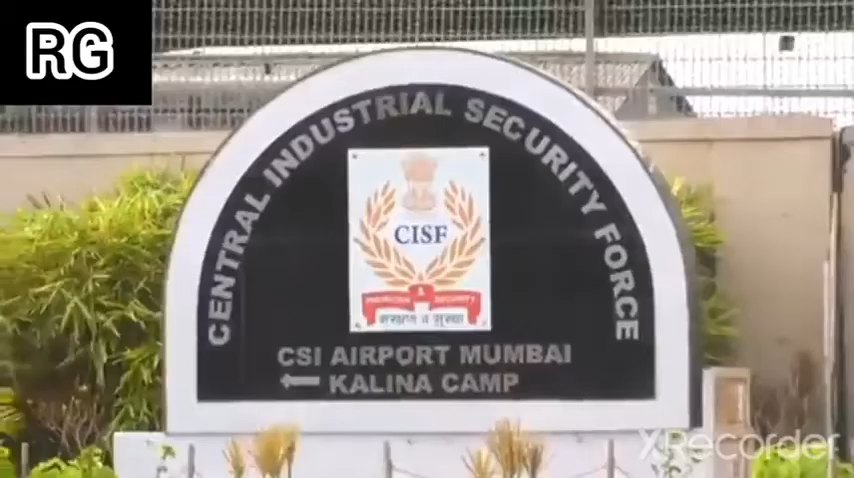 RG
CENTRAL INDUSTRIAL SECURITY FORCE
CISF
PROTECTION & SECURITY
संरक्षण व सुरक्षा
CSI AIRPORT MUMBAI
KALINA CAMP
XRecorder